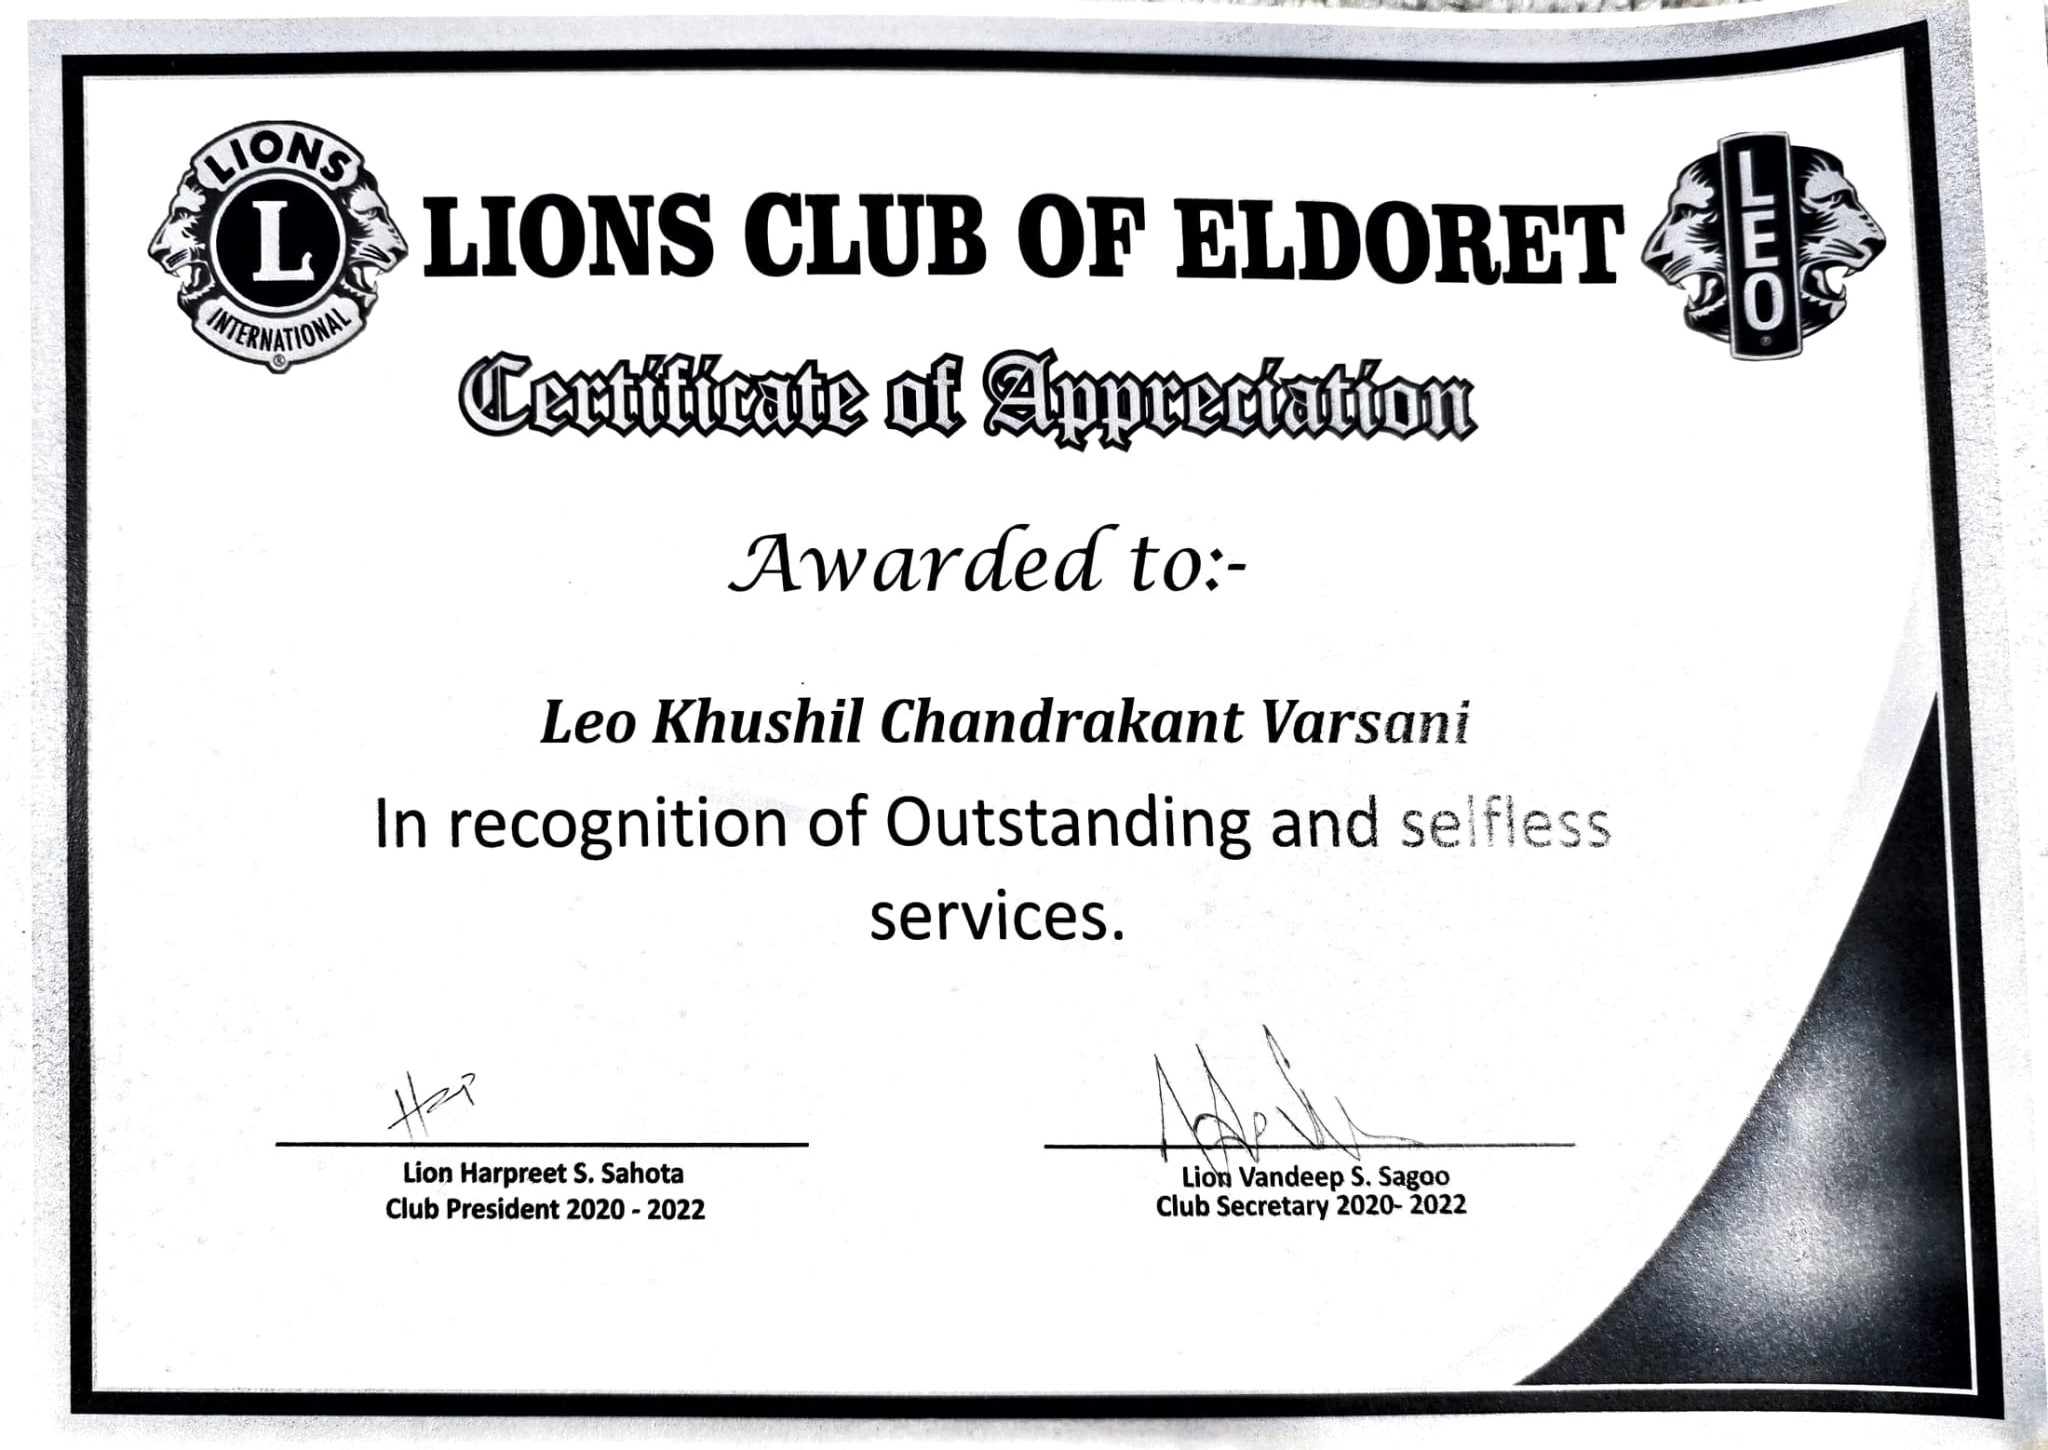 LIONS
L
INTERNATIONAL
®
LIONS CLUB OF ELDORET
LEO
®
Certificate of Appreciation
Awarded to:-
Leo Khushil Chandrakant Varsani
In recognition of Outstanding and selfless
services.
Lion Harpreet S. Sahota
Club President 2020 - 2022
Lion Vandeep S. Sagoo
Club Secretary 2020- 2022